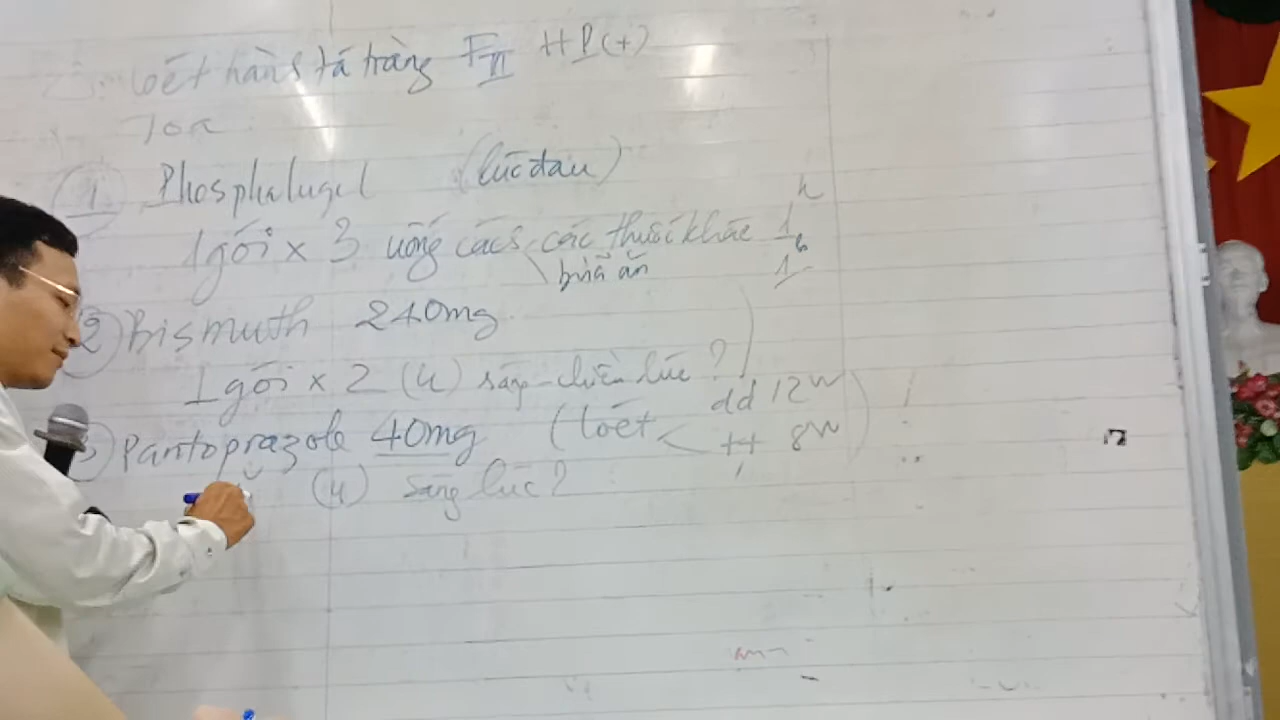 loét hành tá tràng FIII HP(+)
Toa
1 Phosphalugel (lúc đau)
1 gói x 3 uống cách các thuốc khác 1h
bữa ăn 1
2 Bismuth 240mg
1 gói x 2 (u) sáng - chiều lúc ?
Pantoprazole 40mg (loét < dd 12w
tt 8w
(u) sáng lúc ?